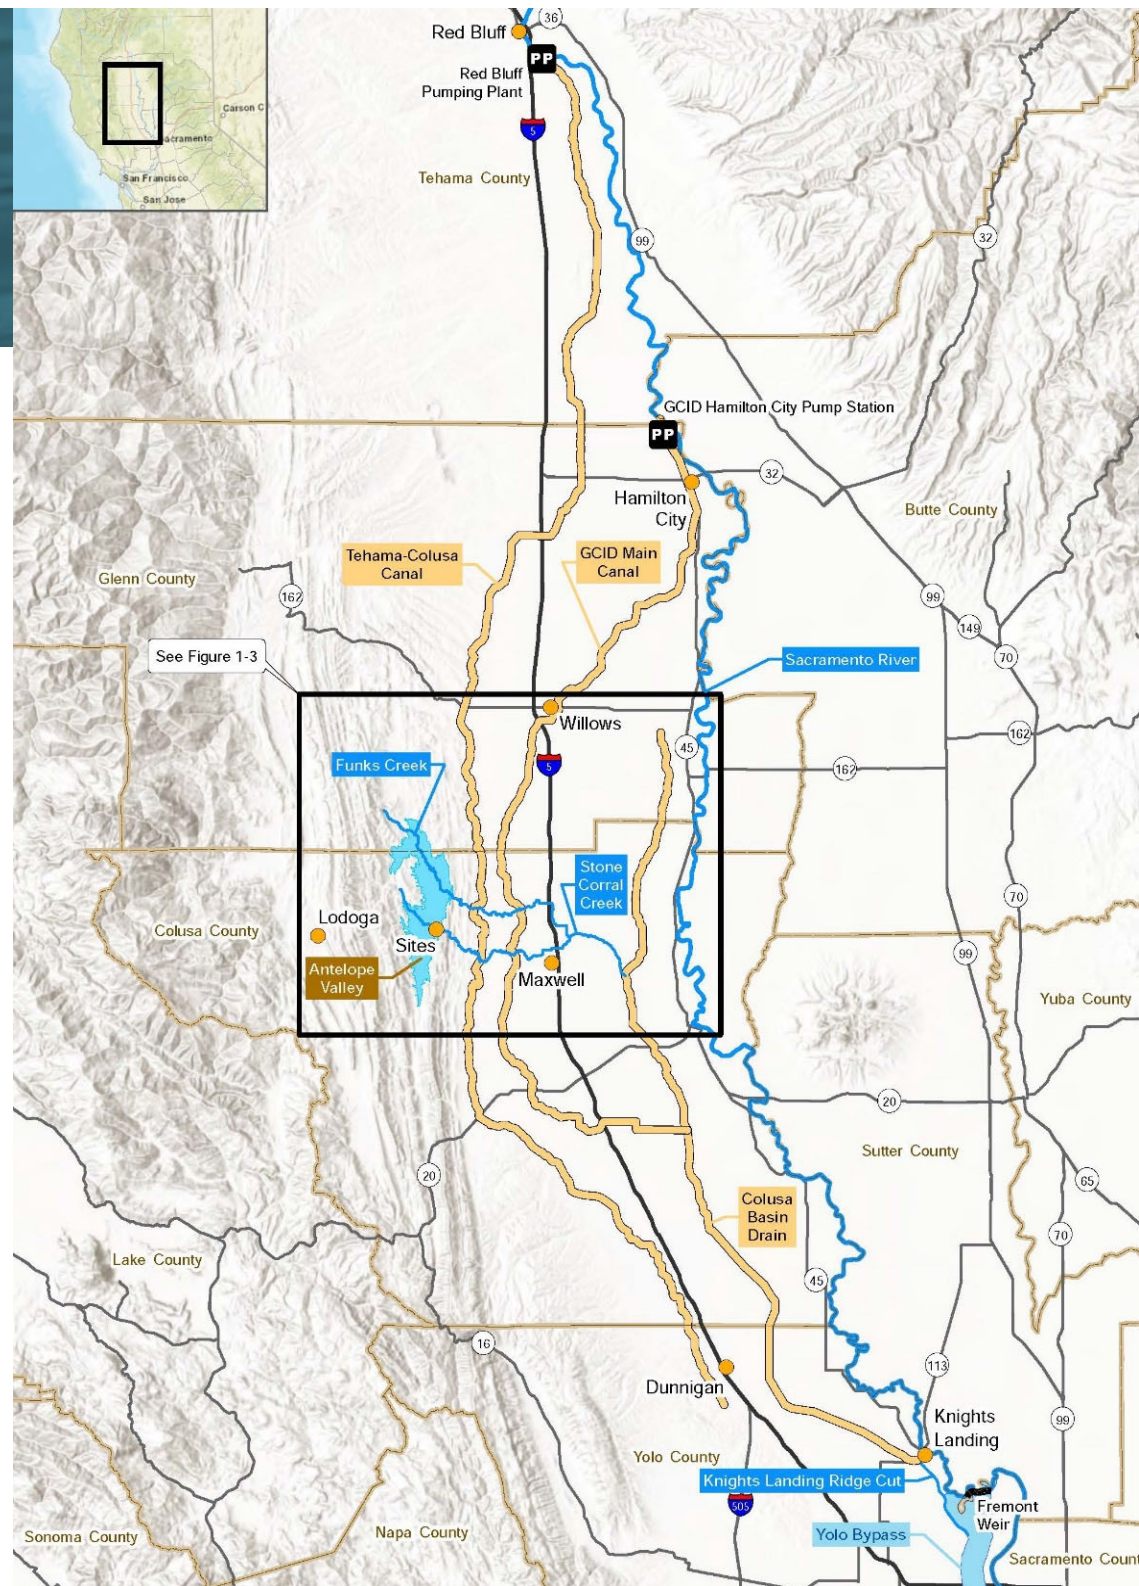 Red Bluff
36
PP
Red Bluff
Pumping Plant
Carson C
Sacramento
San Francisco
San Jose
5
Tehama County
99
32
GCID Hamilton City Pump Station
PP
32
Hamilton
City
Butte County
Tehama-Colusa
Canal
GCID Main
Canal
Glenn County
162
99
149
70
See Figure 1-3
Sacramento River
Willows
45
162
Funks Creek
5
162
Stone
Corral
Creek
70
Lodoga
Colusa County
Sites
99
Antelope
Valley
Maxwell
Yuba County
20
Sutter County
20
65
Colusa
Basin
Drain
70
Lake County
45
16
113
Dunnigan
99
Knights
Landing
Yolo County
Knights Landing Ridge Cut
505
Fremont
Weir
Sonoma County
Napa County
Yolo Bypass
Sacramento Count